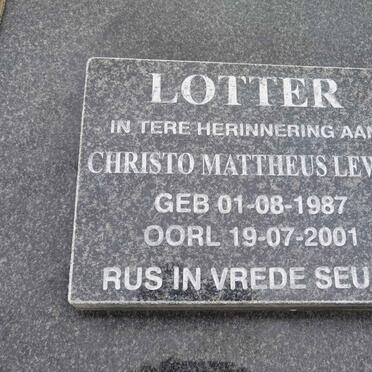 LOTTER
IN TERE HERINNERING AAN
CHRISTO MATTHEUS
GEB 01-08-1987
OORL 19-07-2001
RUS IN VREDE